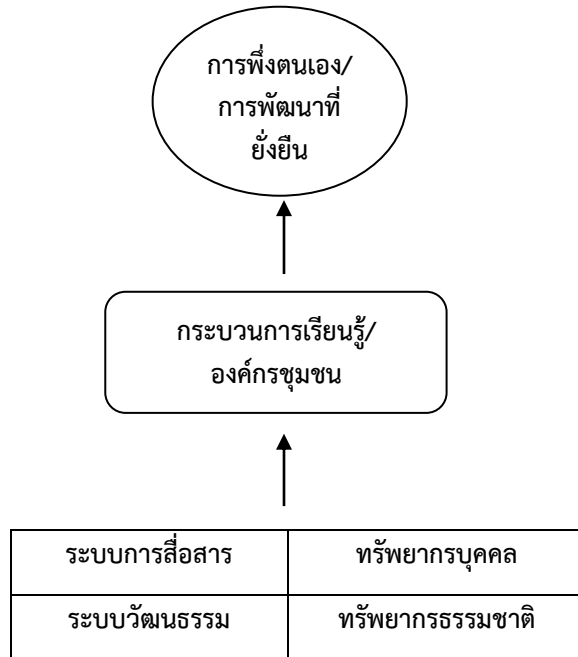 การพึ่งตนเอง/
การพัฒนาที่
ยั่งยืน
กระบวนการเรียนรู้/
องค์กรชุมชน
ระบบการสื่อสาร ทรัพยากรบุคคล
ระบบวัฒนธรรม ทรัพยากรธรรมชาติ